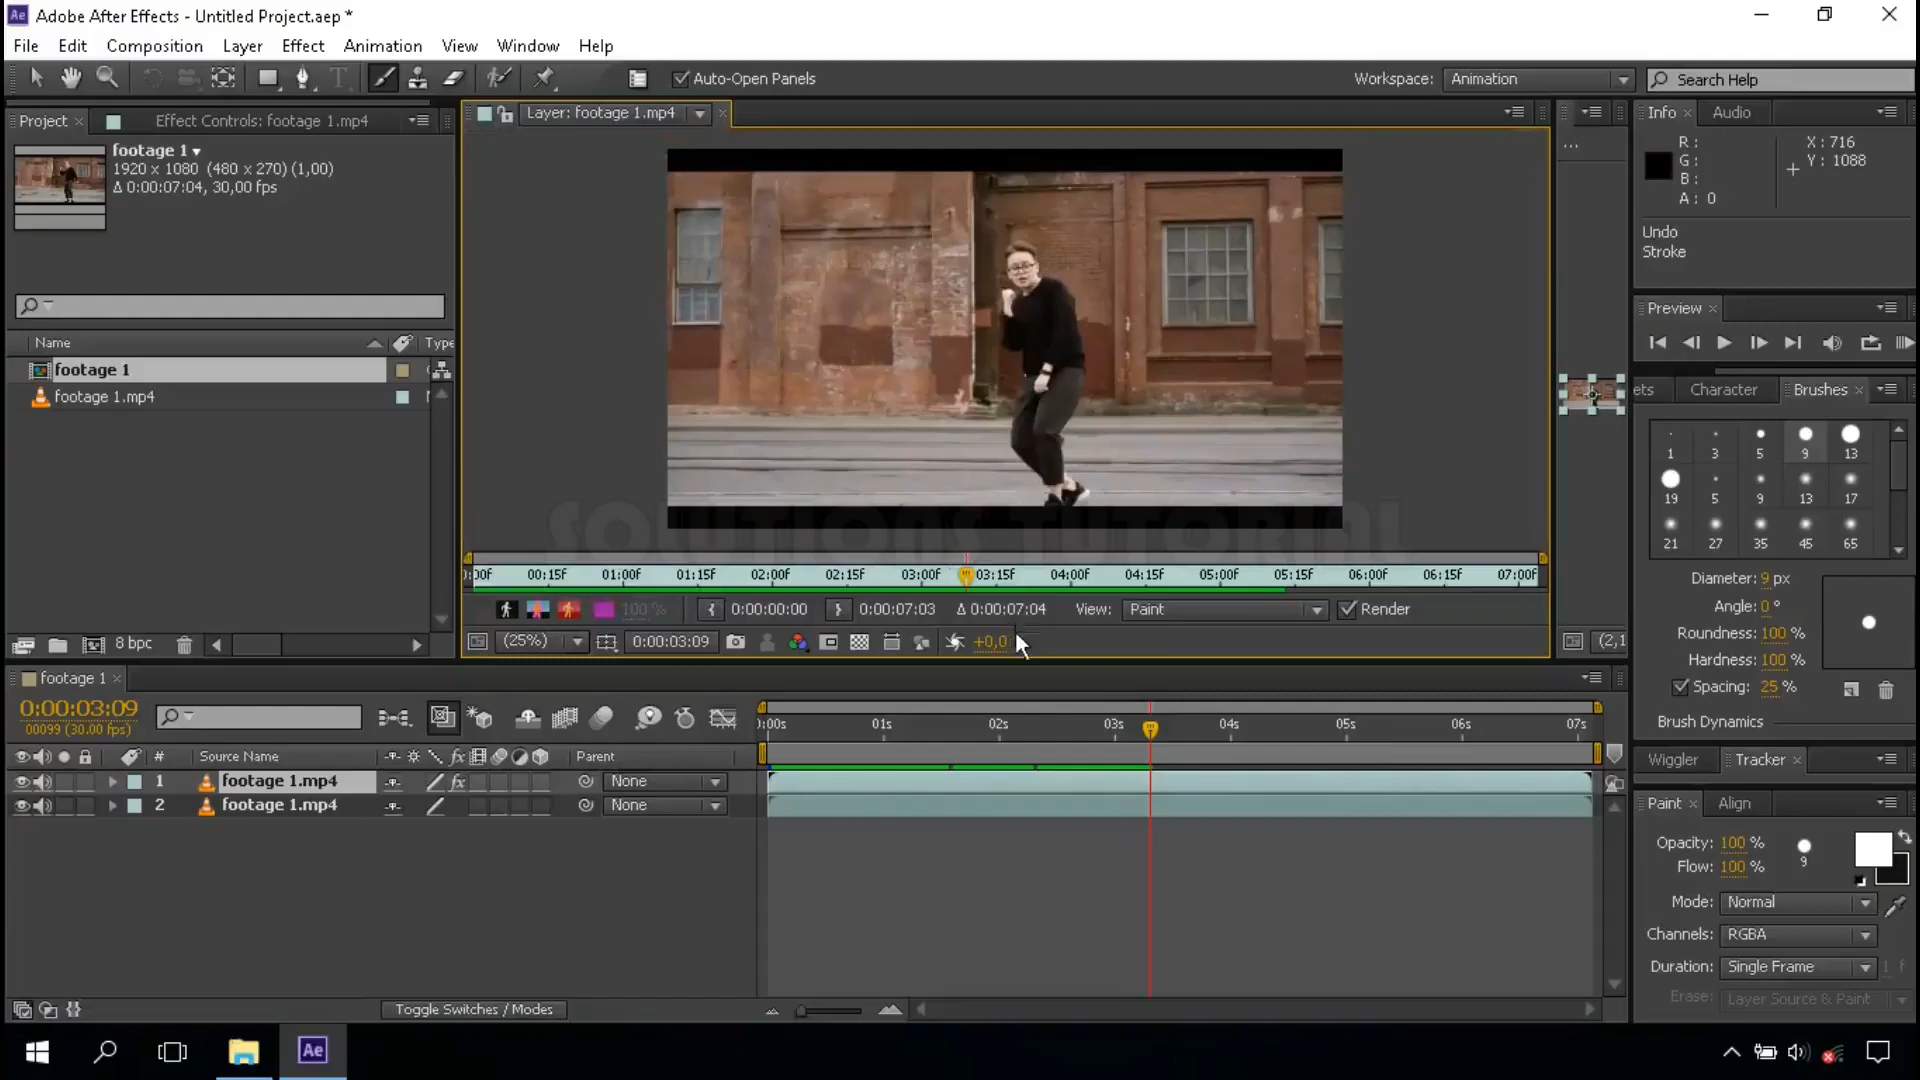 Ae Adobe After Effects - Untitled Project.aep *
File Edit Composition Layer Effect Animation View Window Help
T Auto-Open Panels Workspace: Animation Search Help
Project × Effect Controls: footage 1.mp4
footage 1
1920 x 1080 (480 x 270) (1,00)
Δ 0:00:07:04, 30,00 fps
Name Type
footage 1
footage 1.mp4
8 bpc
Layer: footage 1.mp4 ×
SOLUTIONS TUTORIAL
):00f 00:15f 01:00f 01:15f 02:00f 02:15f 03:00f 03:15f 04:00f 04:15f 05:00f 05:15f 06:00f 06:15f 07:00f
100 % { 0:00:00:00 } 0:00:07:03 Δ 0:00:07:04 View: Paint Render
(25%) 0:00:03:09 +0,0
...
(2,1
Info × Audio
R :
G :
B :
A : 0
X : 716
Y : 1088
Undo
Stroke
Preview ×
ets Character Brushes ×
1 3 5 9 13
19 5 9 13 17
21 27 35 45 65
Diameter: 9 px
Angle: 0 °
Roundness: 100 %
Hardness: 100 %
Spacing: 25 %
Brush Dynamics
Wiggler Tracker ×
Paint × Align
Opacity: 100 %
Flow: 100 %
9
Mode: Normal
Channels: RGBA
Duration: Single Frame 1 f
Erase: Layer Source & Paint
footage 1 ×
0:00:03:09
00099 (30.00 fps)
# Source Name fx Parent
1 footage 1.mp4 fx None
2 footage 1.mp4 None
):00s 01s 02s 03s 04s 05s 06s 07s
Toggle Switches / Modes
Ae